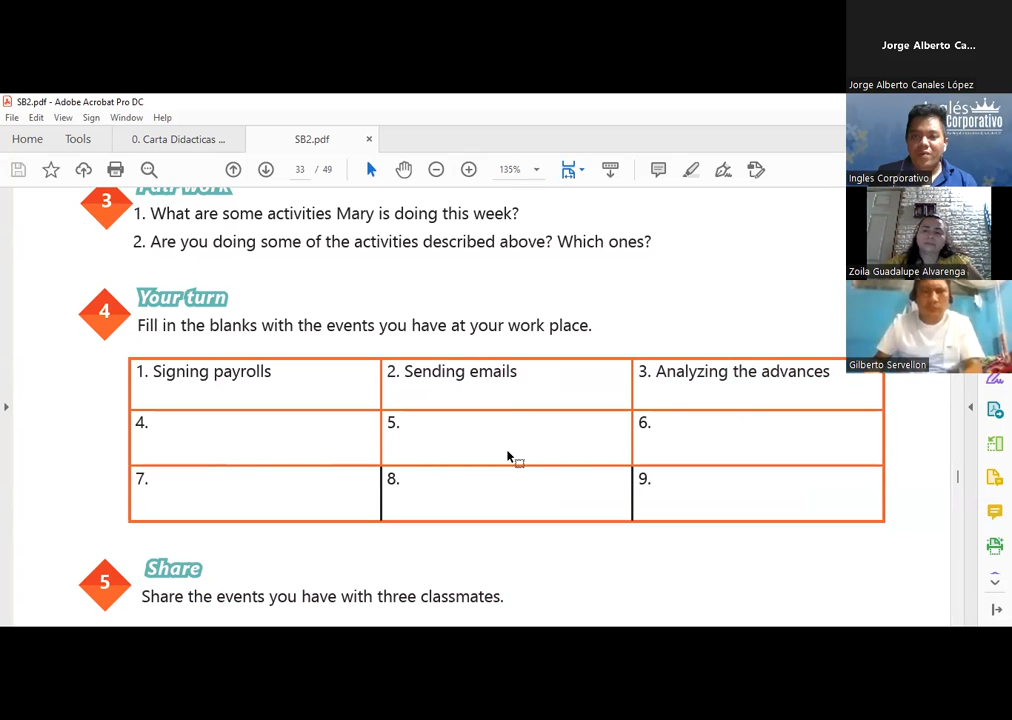 Jorge Alberto Ca...
Jorge Alberto Canales López
SB2.pdf - Adobe Acrobat Pro DC
File Edit View Sign Window Help
Home Tools 0. Carta Didacticas ... SB2.pdf ×
33 / 49 135%
Inglés
Corporativo
Ingles Corporativo
Zoila Guadalupe Alvarenga
Gilberto Servellon
3 Pair work
1. What are some activities Mary is doing this week?
2. Are you doing some of the activities described above? Which ones?
4 Your turn
Fill in the blanks with the events you have at your work place.
1. Signing payrolls 2. Sending emails 3. Analyzing the advances
4. 5. 6.
7. 8. 9.
5 Share
Share the events you have with three classmates.